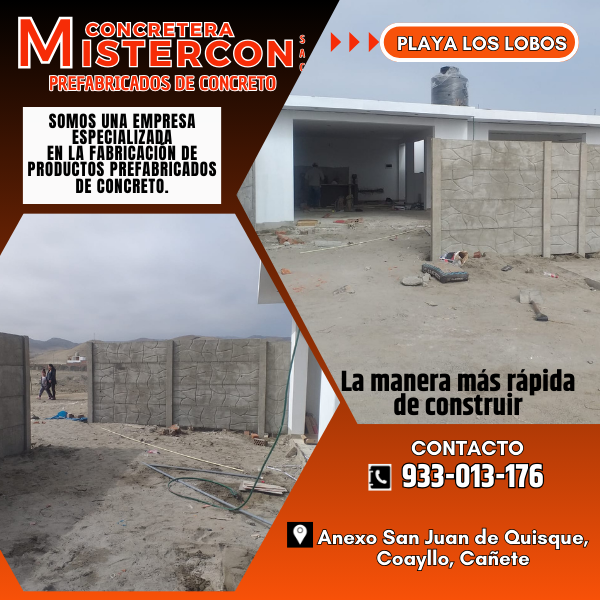 CONCRETERA
MISTERCON
SAC
PREFABRICADOS DE CONCRETO
PLAYA LOS LOBOS
SOMOS UNA EMPRESA
ESPECIALIZADA
EN LA FABRICACIÓN DE
PRODUCTOS PREFABRICADOS
DE CONCRETO.
La manera más rápida
de construir
CONTACTO
933-013-176
Anexo San Juan de Quisque,
Coayllo, Cañete